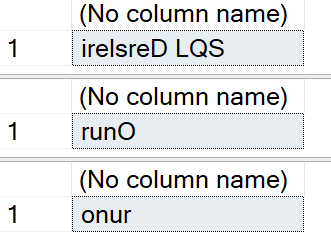 (No column name)
1 irelsreD LQS
(No column name)
1 runO
(No column name)
1 onur